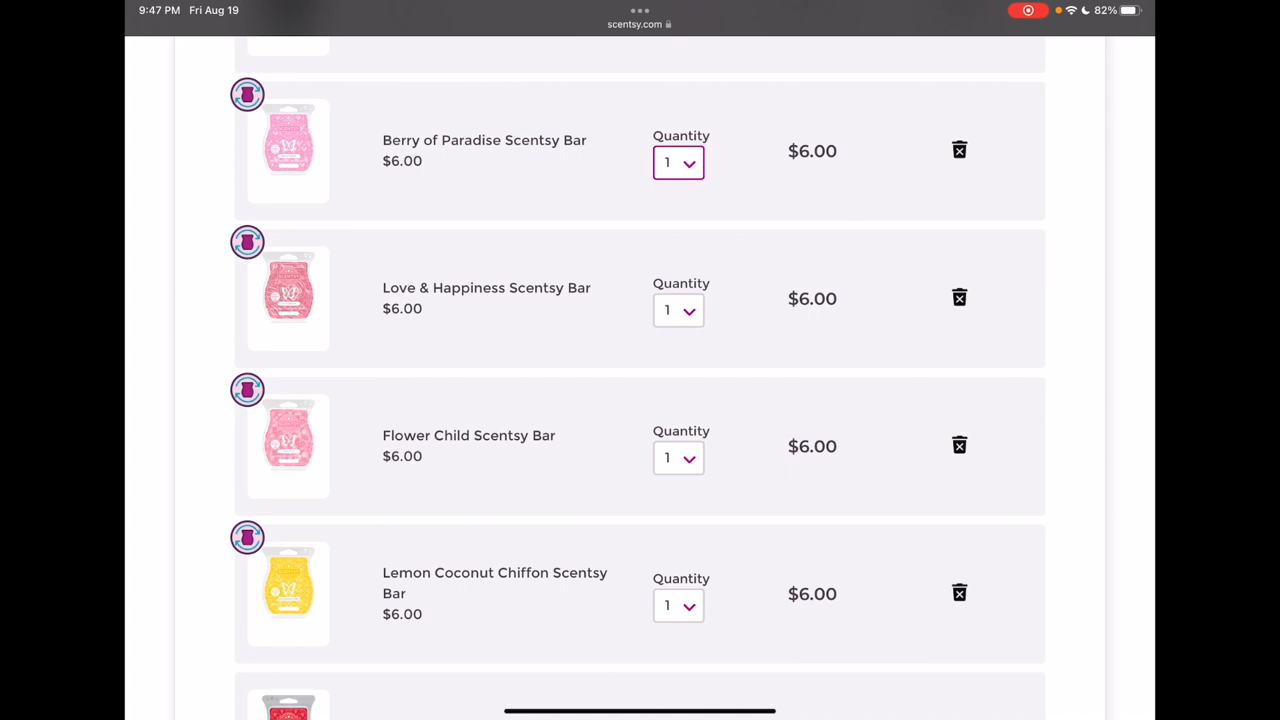 9:47 PM Fri Aug 19
82%
scentsy.com
Berry of Paradise Scentsy Bar
$6.00
Quantity
1
$6.00
Love & Happiness Scentsy Bar
$6.00
Quantity
1
$6.00
Flower Child Scentsy Bar
$6.00
Quantity
1
$6.00
Lemon Coconut Chiffon Scentsy
Bar
$6.00
Quantity
1
$6.00